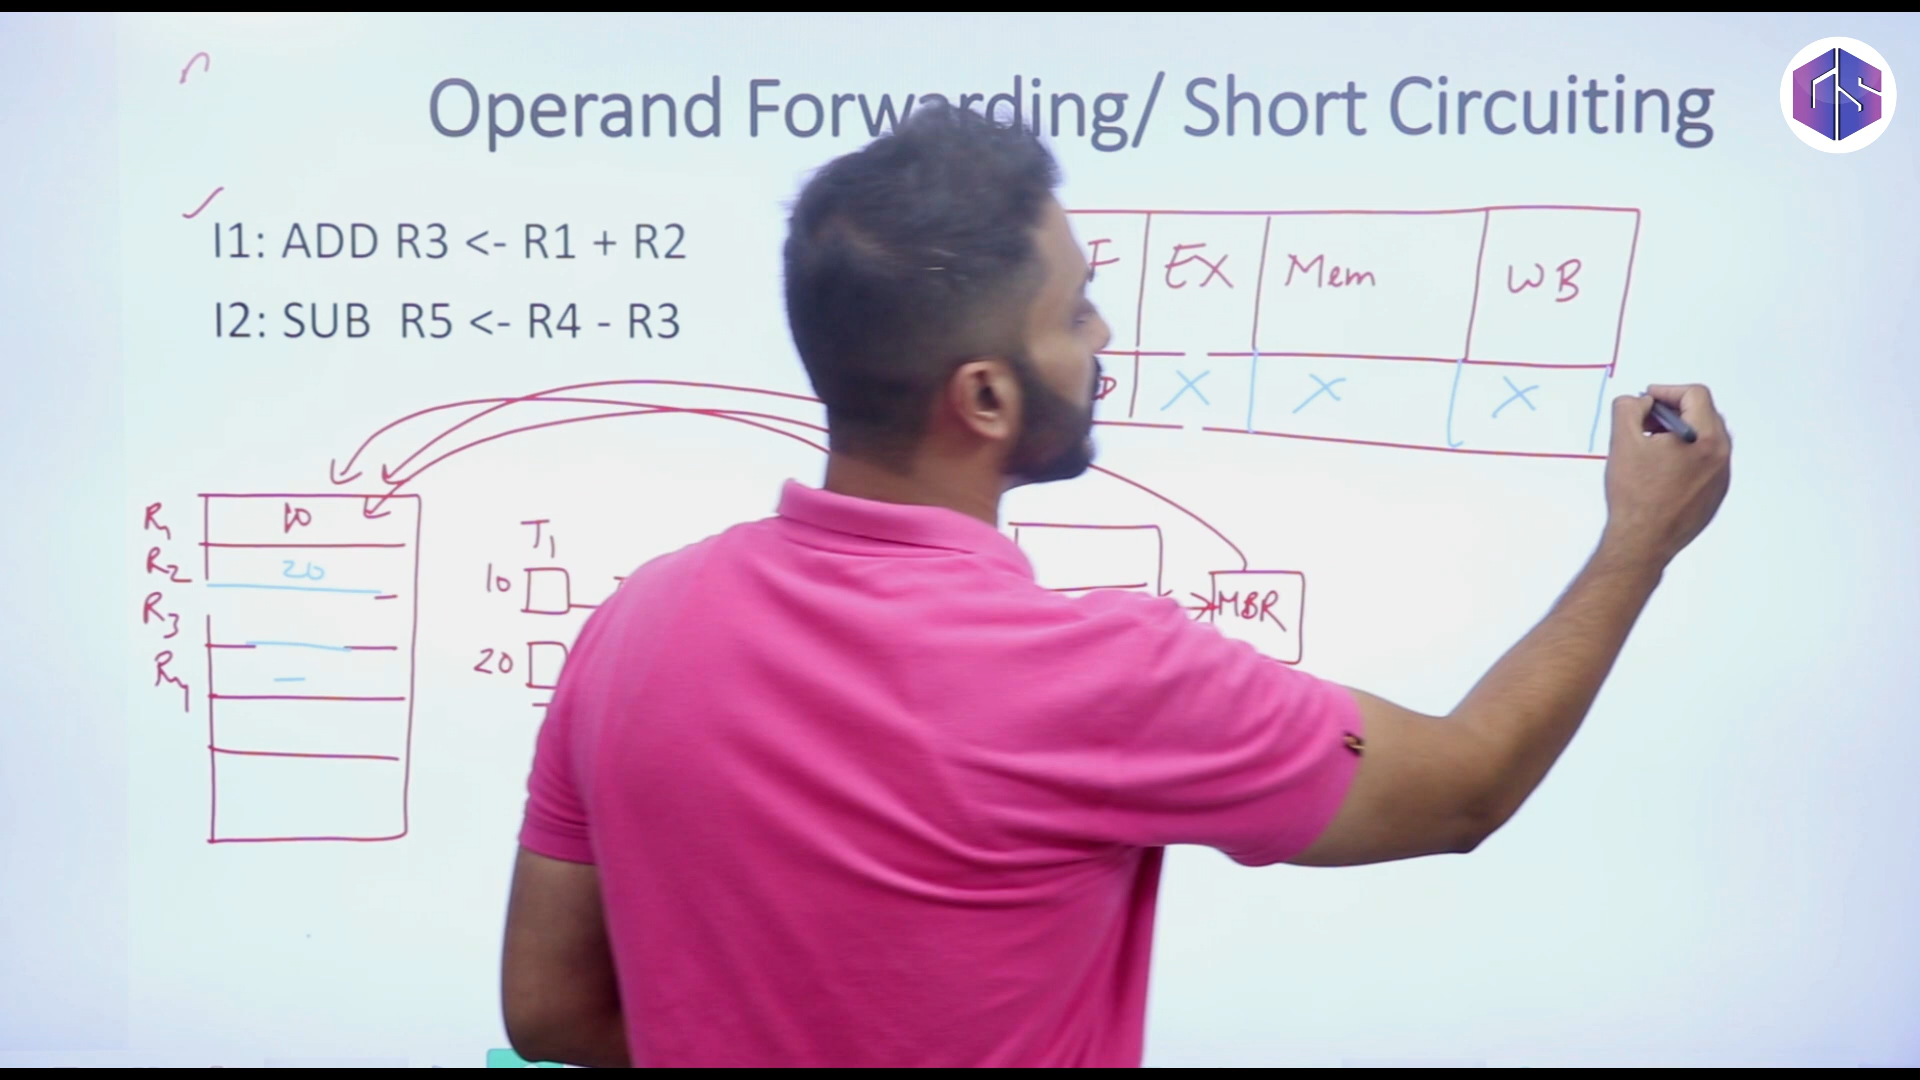 Operand Forwarding/ Short Circuiting
I1: ADD R3 <- R1 + R2
I2: SUB R5 <- R4 - R3
F EX Mem WB
D X X X
R1 10
R2 20
R3
R4 -
T1
10
20
MBR
GS